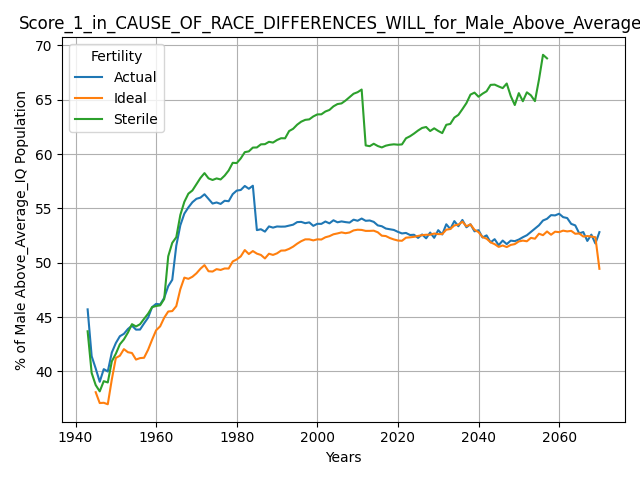 Score_1_in_CAUSE_OF_RACE_DIFFERENCES_WILL_for_Male_Above_Average
Fertility
Actual
Ideal
Sterile
% of Male Above_Average_IQ Population
70
65
60
55
50
45
40
1940 1960 1980 2000 2020 2040 2060
Years